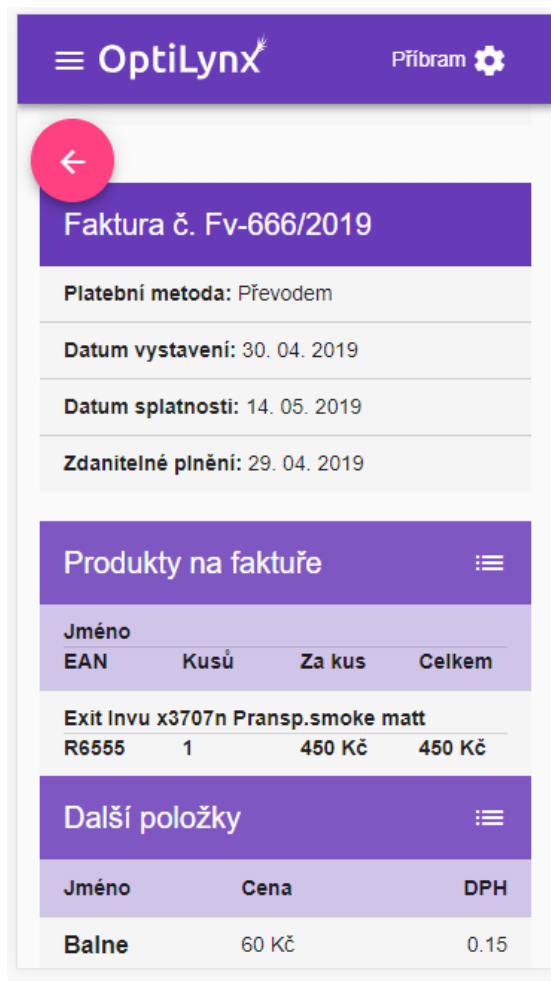 OptiLynx Příbram
Faktura č. Fv-666/2019
Platební metoda: Převodem
Datum vystavení: 30. 04. 2019
Datum splatnosti: 14. 05. 2019
Zdanitelné plnění: 29. 04. 2019
Produkty na faktuře
Jméno
EAN Kusů Za kus Celkem
Exit Invu x3707n Pransp.smoke matt
R6555 1 450 Kč 450 Kč
Další položky
Jméno Cena DPH
Balne 60 Kč 0.15